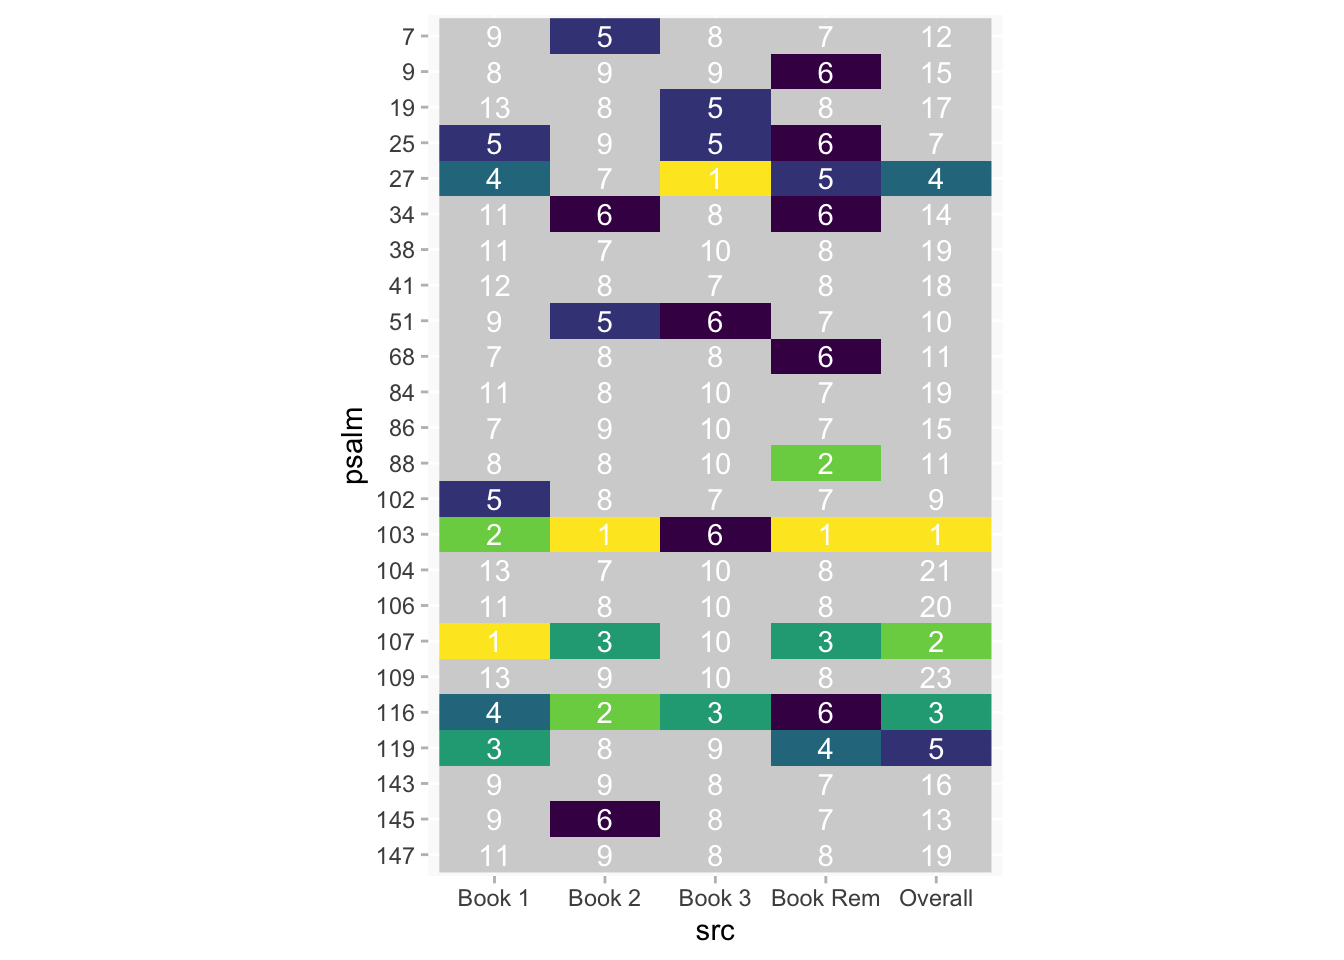 7 9 5 8 7 12
9 8 9 9 6 15
19 13 8 5 8 17
25 5 9 5 6 7
27 4 7 1 5 4
34 11 6 8 6 14
38 11 7 10 8 19
41 12 8 7 8 18
51 9 5 6 7 10
68 7 8 8 6 11
84 11 8 10 7 19
86 7 9 10 7 15
88 8 8 10 2 11
102 5 8 7 7 9
103 2 1 6 1 1
104 13 7 10 8 21
106 11 8 10 8 20
107 1 3 10 3 2
109 13 9 10 8 23
116 4 2 3 6 3
119 3 8 9 4 5
143 9 9 8 7 16
145 9 6 8 7 13
147 11 9 8 8 19
psalm
Book 1 Book 2 Book 3 Book Rem Overall
src